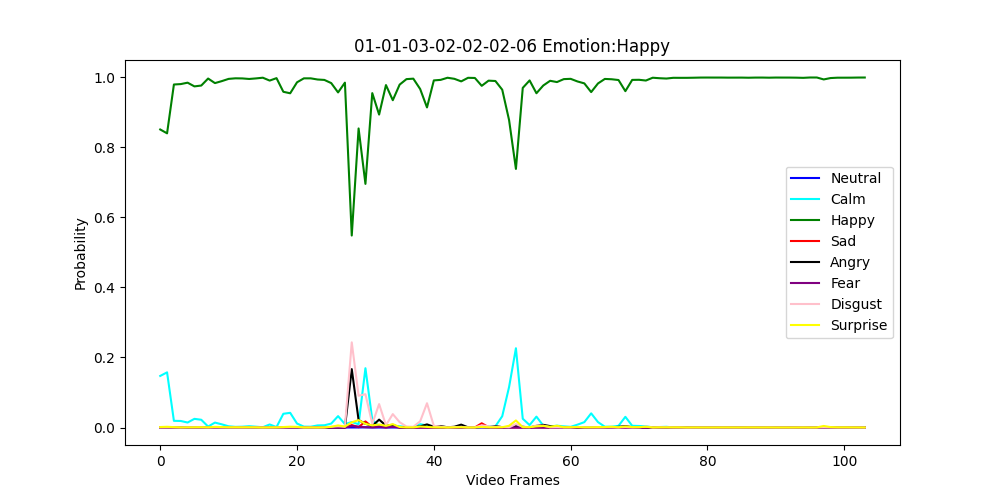 01-01-03-02-02-02-06 Emotion:Happy
1.0
0.8
0.6
0.4
0.2
0.0
Probability
Neutral
Calm
Happy
Sad
Angry
Fear
Disgust
Surprise
0 20 40 60 80 100
Video Frames